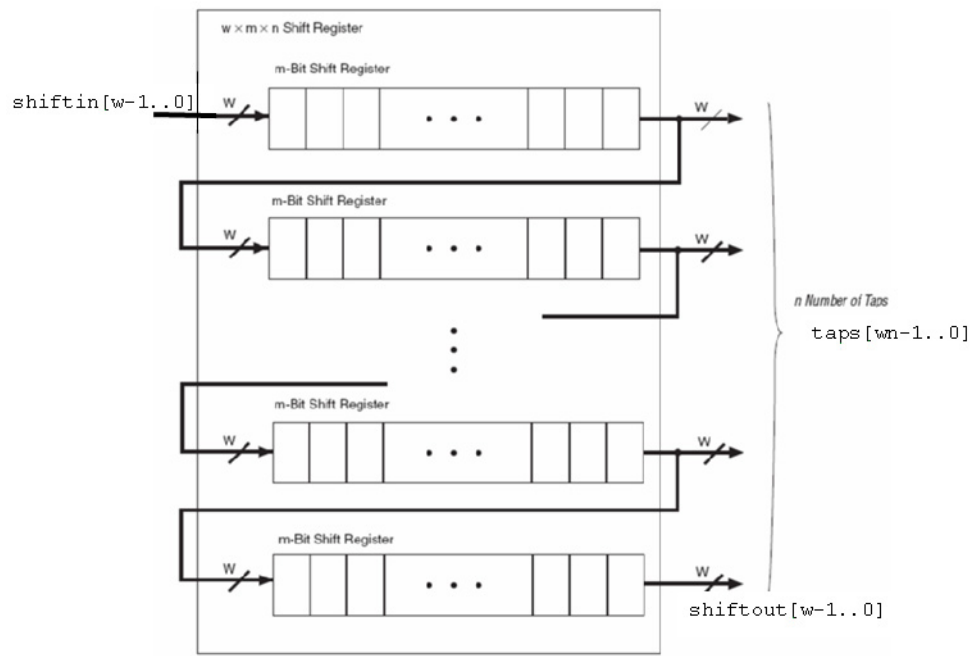 w × m × n Shift Register
m-Bit Shift Register
shiftin[w-1..0]
W
W
m-Bit Shift Register
W
W
n Number of Taps
taps[wn-1..0]
m-Bit Shift Register
W
W
m-Bit Shift Register
W
W
shiftout[w-1..0]